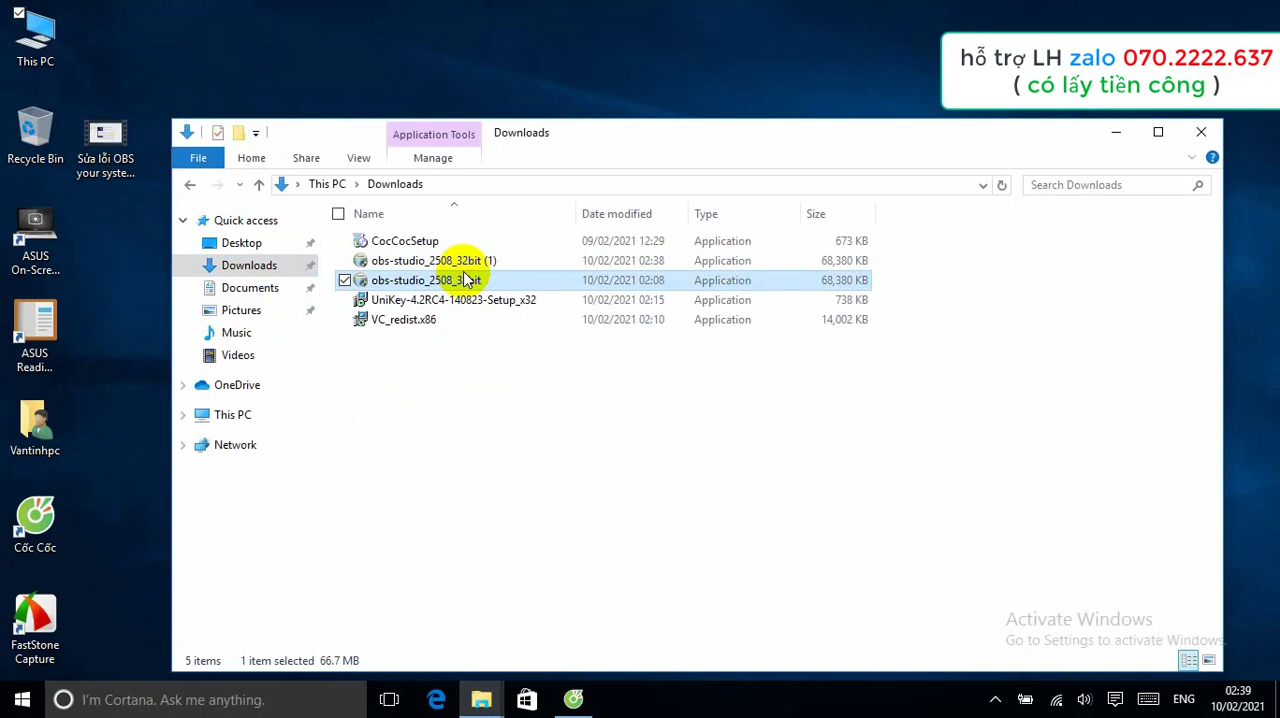 This PC
Recycle Bin
Sửa lỗi OBS
your syste...
ASUS
On-Scre...
ASUS
Readi...
Vantinhpc
Cốc Cốc
FastStone
Capture
hỗ trợ LH zalo 070.2222.637
( có lấy tiền công )
Application Tools
Downloads
File
Home
Share
View
Manage
This PC
Downloads
Search Downloads
Quick access
Desktop
Downloads
Documents
Pictures
Music
Videos
OneDrive
This PC
Network
Name Date modified Type Size
CocCocSetup 09/02/2021 12:29 Application 673 KB
obs-studio_2508_32bit (1) 10/02/2021 02:38 Application 68,380 KB
obs-studio_2508_32bit 10/02/2021 02:08 Application 68,380 KB
UniKey-4.2RC4-140823-Setup_x32 10/02/2021 02:15 Application 738 KB
VC_redist.x86 10/02/2021 02:10 Application 14,002 KB
Activate Windows
Go to Settings to activate Windows.
5 items 1 item selected 66.7 MB
I'm Cortana. Ask me anything.
ENG
02:39
10/02/2021